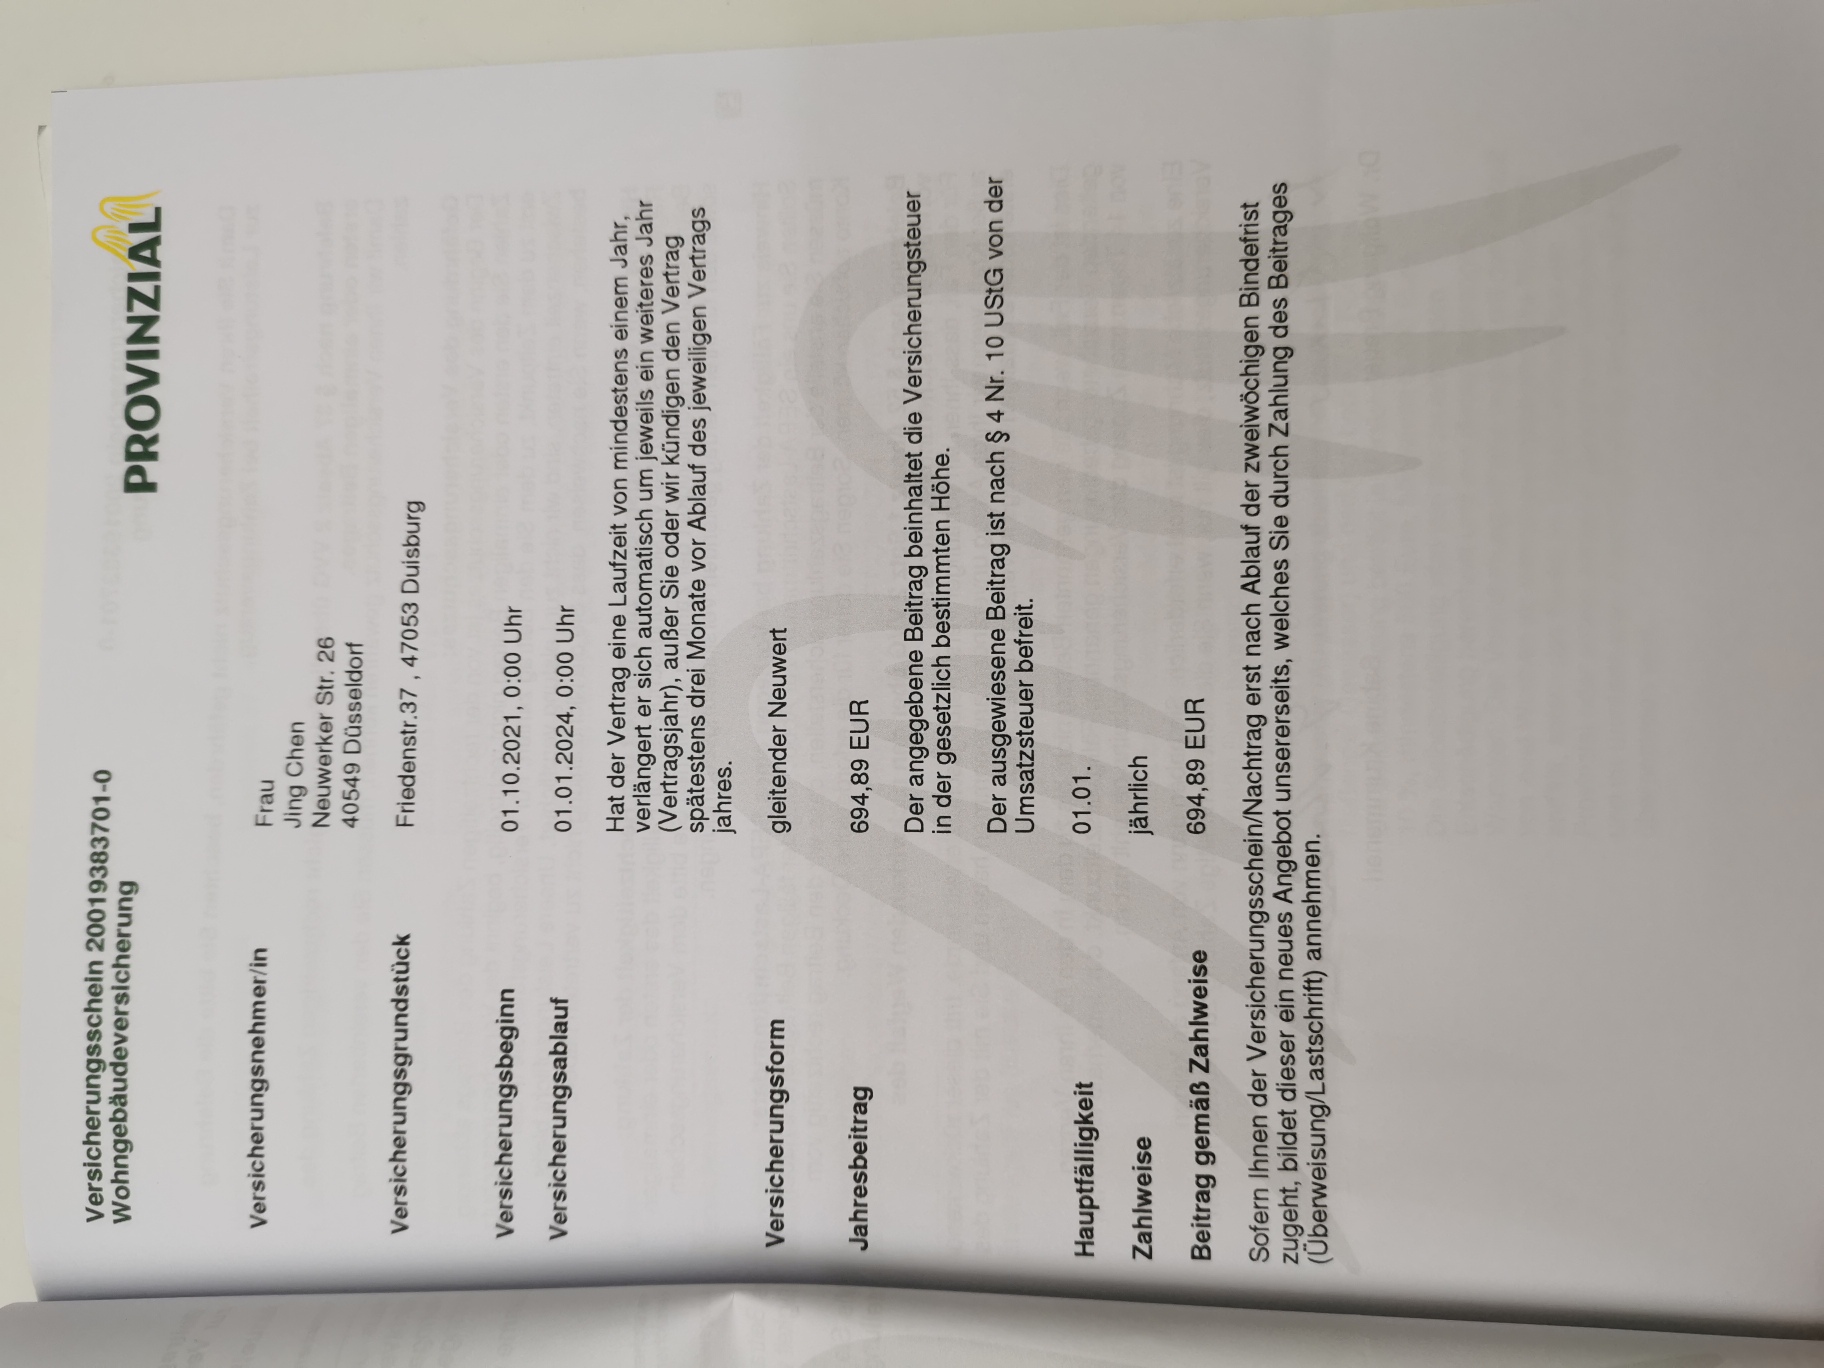 Versicherungsschein 20019383701-0
Wohngebäudeversicherung
PROVINZIAL
Versicherungsnehmer/in
Frau
Jing Chen
Neuwerker Str. 26
40549 Düsseldorf
Versicherungsgrundstück
Friedenstr.37 , 47053 Duisburg
Versicherungsbeginn
01.10.2021, 0:00 Uhr
Versicherungsablauf
01.01.2024, 0:00 Uhr
Hat der Vertrag eine Laufzeit von mindestens einem Jahr,
verlängert er sich automatisch um jeweils ein weiteres Jahr
(Vertragsjahr), außer Sie oder wir kündigen den Vertrag
spätestens drei Monate vor Ablauf des jeweiligen Vertrags
jahres.
Versicherungsform
gleitender Neuwert
Jahresbeitrag
694,89 EUR
Der angegebene Beitrag beinhaltet die Versicherungsteuer
in der gesetzlich bestimmten Höhe.
Der ausgewiesene Beitrag ist nach § 4 Nr. 10 UStG von der
Umsatzsteuer befreit.
Hauptfälligkeit
01.01.
Zahlweise
jährlich
Beitrag gemäß Zahlweise
694,89 EUR
Sofern Ihnen der Versicherungsschein/Nachtrag erst nach Ablauf der zweiwöchigen Bindefrist
zugeht, bildet dieser ein neues Angebot unsererseits, welches Sie durch Zahlung des Beitrages
(Überweisung/Lastschrift) annehmen.